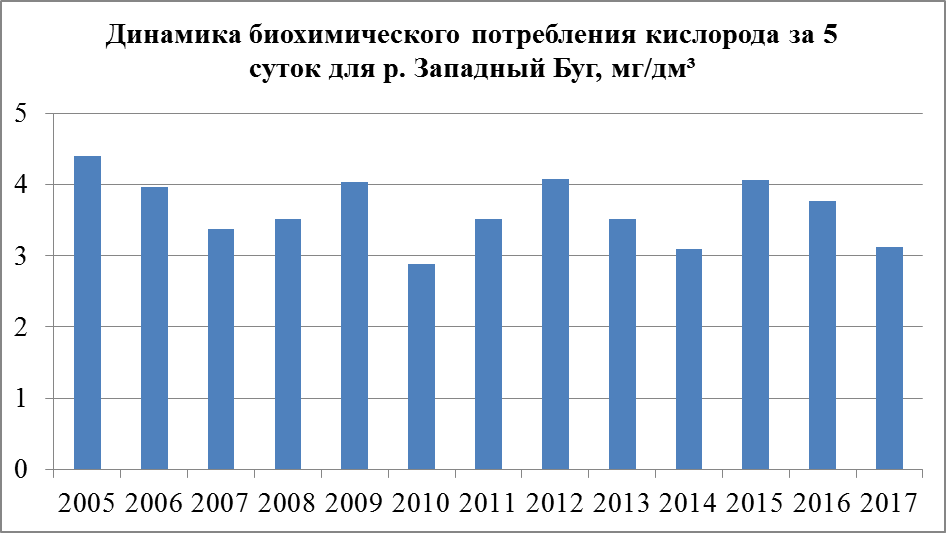 Динамика биохимического потребления кислорода за 5
суток для р. Западный Буг, мг/дм³
5
4
3
2
1
0
2005 2006 2007 2008 2009 2010 2011 2012 2013 2014 2015 2016 2017